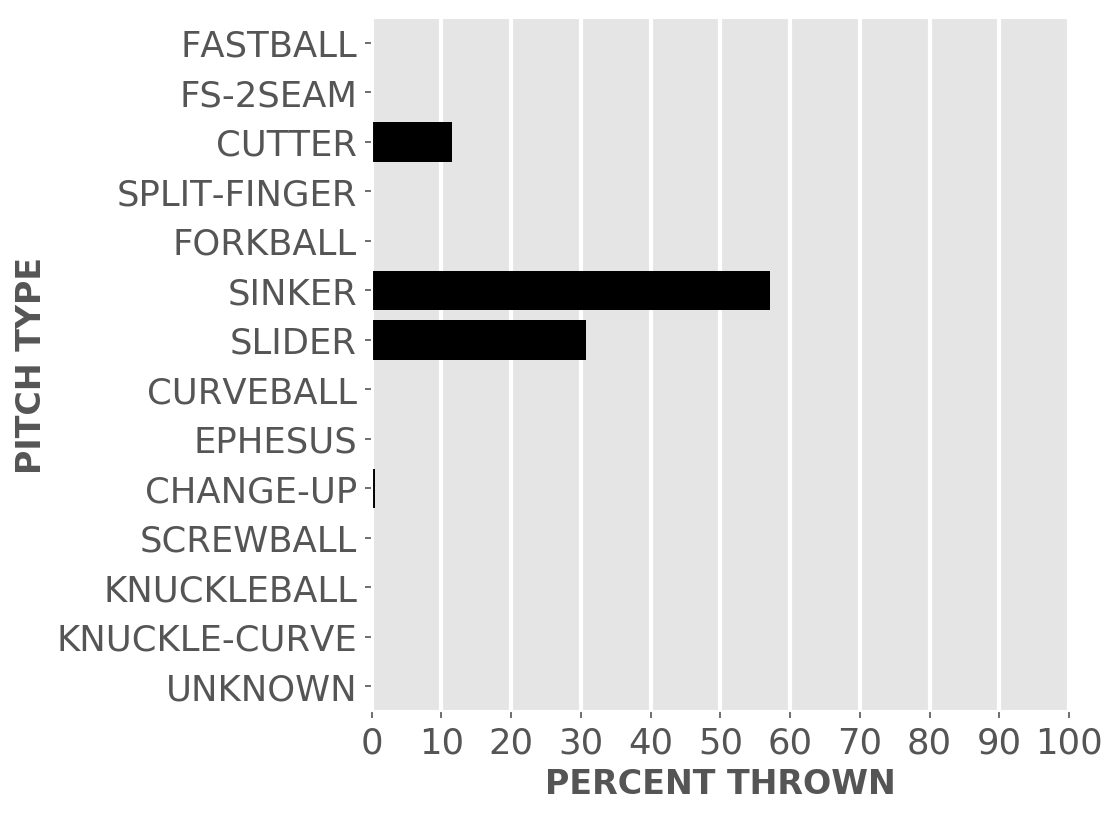 FASTBALL
FS-2SEAM
CUTTER
SPLIT-FINGER
FORKBALL
SINKER
SLIDER
CURVEBALL
EPHESUS
CHANGE-UP
SCREWBALL
KNUCKLEBALL
KNUCKLE-CURVE
UNKNOWN
PITCH TYPE
0 10 20 30 40 50 60 70 80 90 100
PERCENT THROWN